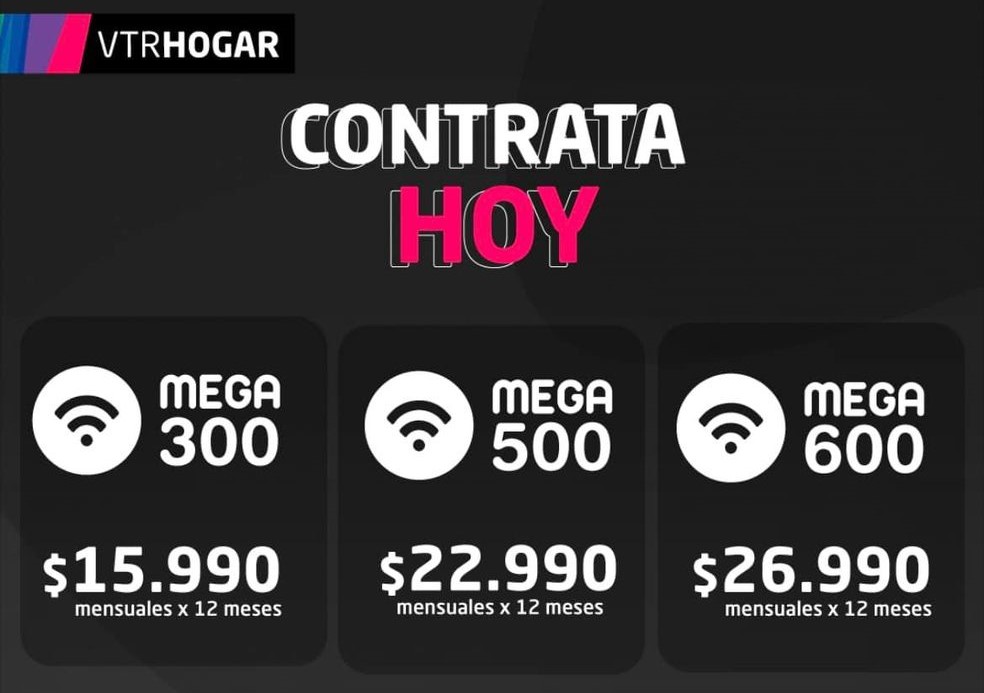 VTRHOGAR
CONTRATA
HOY
MEGA
300
$15.990
mensuales x 12 meses
MEGA
500
$22.990
mensuales x 12 meses
MEGA
600
$26.990
mensuales x 12 meses